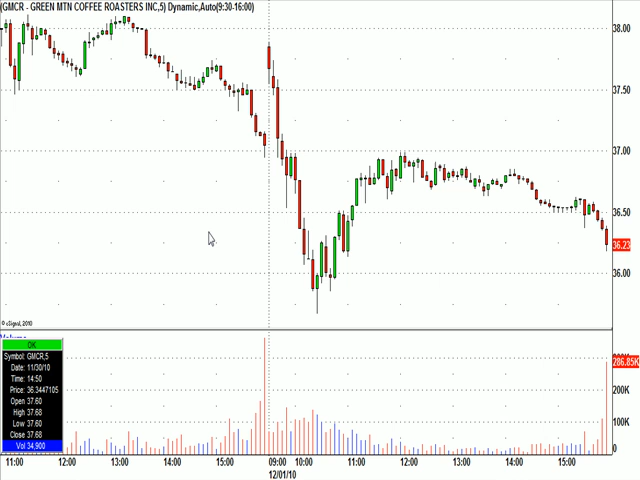 (GMCR - GREEN MTN COFFEE ROASTERS INC,5) Dynamic,Auto(9:30-16:00)
38.00
37.50
37.00
36.50
36.23
36.00
© eSignal, 2010
OK
Symbol: GMCR,5
Date: 11/30/10
Time: 14:50
Price: 36.3447105
Open 37.60
High 37.68
Low 37.60
Close 37.68
Vol 34,900
286.85K
200K
100K
0
11:00 12:00 13:00 14:00 15:00 09:00 10:00 11:00 12:00 13:00 14:00 15:00
12/01/10